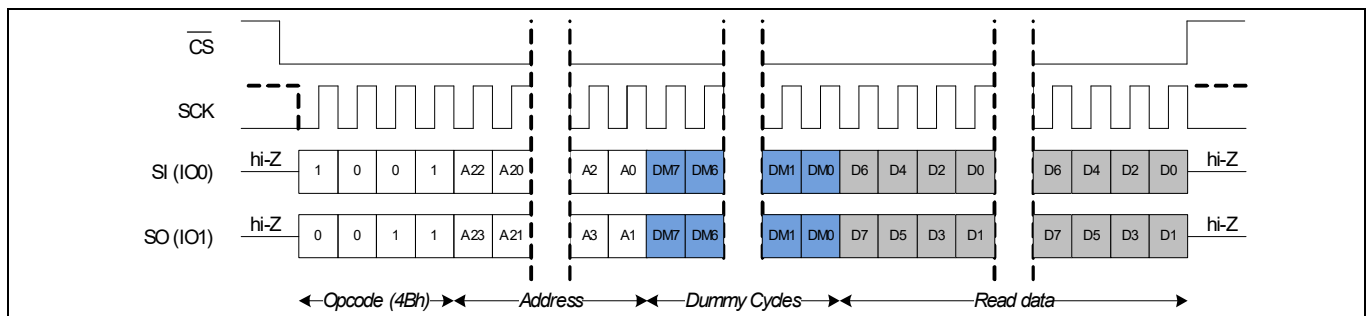 CS
SCK
SI (IO0) hi-Z 1 0 0 1 A22 A20 A2 A0 DM7 DM6 DM1 DM0 D6 D4 D2 D0 D6 D4 D2 D0 hi-Z
SO (IO1) hi-Z 0 0 1 1 A23 A21 A3 A1 DM7 DM6 DM1 DM0 D7 D5 D3 D1 D7 D5 D3 D1 hi-Z
Opcode (4Bh) Address Dummy Cycles Read data